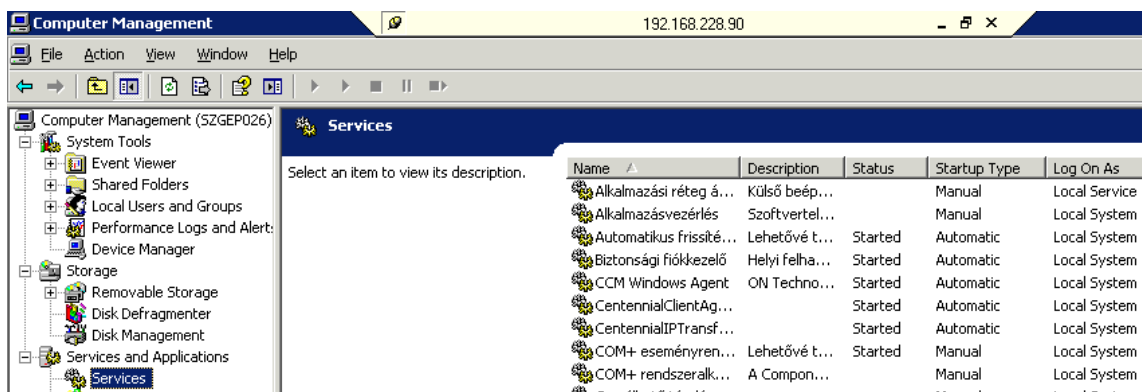 Computer Management
192.168.228.90
File Action View Window Help
Computer Management (SZGEP026)
System Tools
Event Viewer
Shared Folders
Local Users and Groups
Performance Logs and Alert:
Device Manager
Storage
Removable Storage
Disk Defragmenter
Disk Management
Services and Applications
Services
Services
Select an item to view its description.
Name Description Status Startup Type Log On As
Alkalmazási réteg á... Külső beép... Manual Local Service
Alkalmazásvezérlés Szoftvertel... Manual Local System
Automatikus frissíté... Lehetővé t... Started Automatic Local System
Biztonsági fiókkezelő Helyi felha... Started Automatic Local System
CCM Windows Agent ON Techno... Started Automatic Local System
CentennialClientAg... Started Automatic Local System
CentennialIPTransf... Started Automatic Local System
COM+ eseményren... Lehetővé t... Started Manual Local System
COM+ rendszeralk... A Compon... Manual Local System